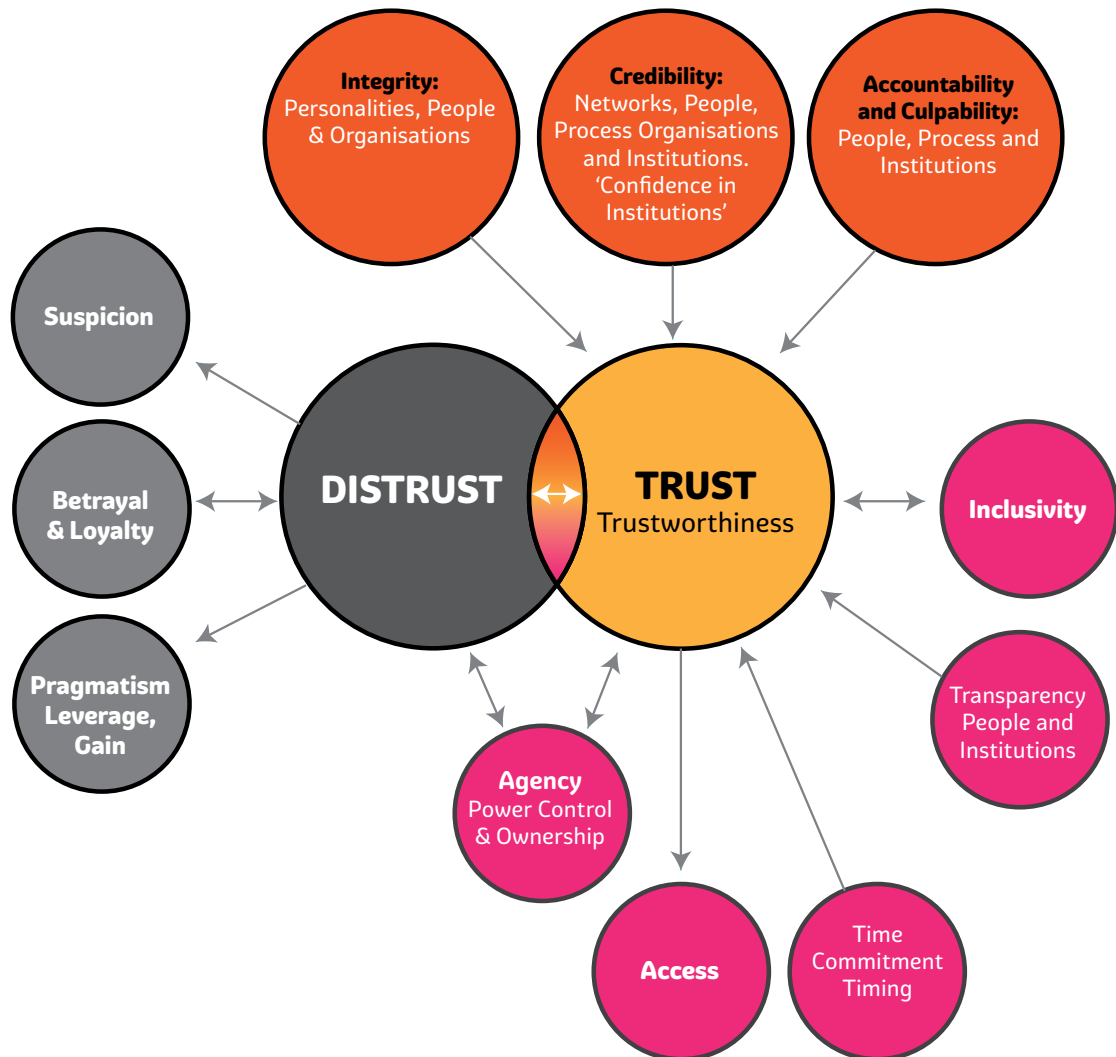 Integrity:
Personalities, People
& Organisations
Credibility:
Networks, People,
Process Organisations
and Institutions.
‘Confidence in
Institutions’
Accountability
and Culpability:
People, Process and
Institutions
Suspicion
Betrayal
& Loyalty
Pragmatism
Leverage,
Gain
DISTRUST
TRUST
Trustworthiness
Inclusivity
Transparency
People and
Institutions
Agency
Power Control
& Ownership
Access
Time
Commitment
Timing